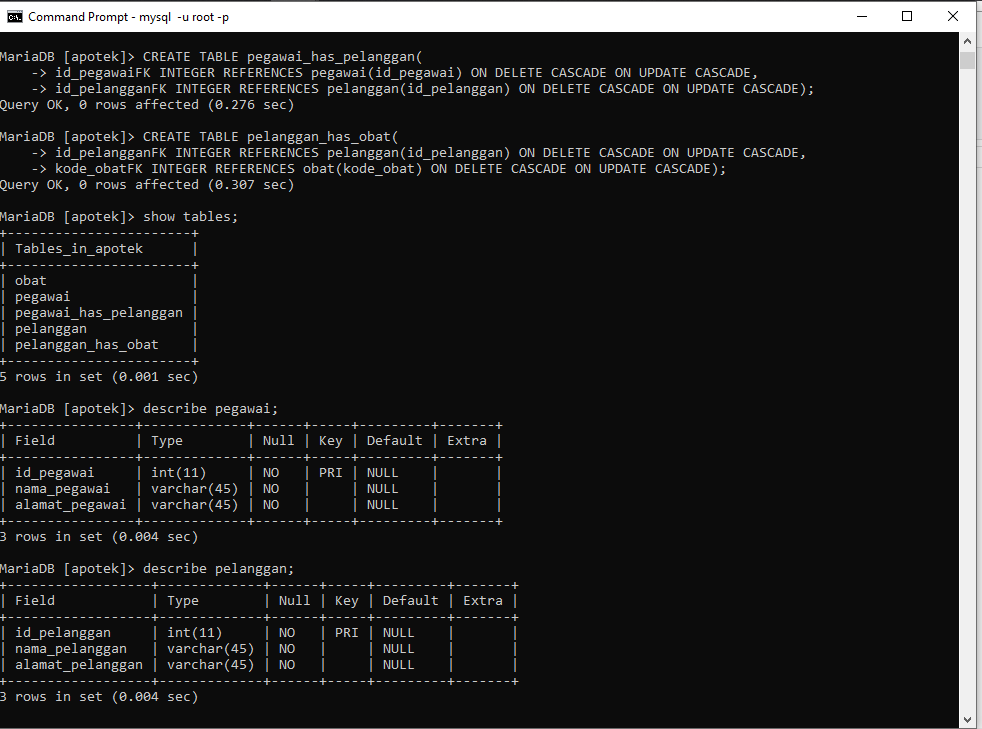 Command Prompt - mysql -u root -p
MariaDB [apotek]> CREATE TABLE pegawai_has_pelanggan(
    -> id_pegawaiFK INTEGER REFERENCES pegawai(id_pegawai) ON DELETE CASCADE ON UPDATE CASCADE,
    -> id_pelangganFK INTEGER REFERENCES pelanggan(id_pelanggan) ON DELETE CASCADE ON UPDATE CASCADE);
Query OK, 0 rows affected (0.276 sec)
MariaDB [apotek]> CREATE TABLE pelanggan_has_obat(
    -> id_pelangganFK INTEGER REFERENCES pelanggan(id_pelanggan) ON DELETE CASCADE ON UPDATE CASCADE,
    -> kode_obatFK INTEGER REFERENCES obat(kode_obat) ON DELETE CASCADE ON UPDATE CASCADE);
Query OK, 0 rows affected (0.307 sec)
MariaDB [apotek]> show tables;
+-----------------------+
| Tables_in_apotek      |
+-----------------------+
| obat                  |
| pegawai               |
| pegawai_has_pelanggan |
| pelanggan             |
| pelanggan_has_obat    |
+-----------------------+
5 rows in set (0.001 sec)
MariaDB [apotek]> describe pegawai;
+----------------+-------------+------+-----+---------+-------+
| Field          | Type        | Null | Key | Default | Extra |
+----------------+-------------+------+-----+---------+-------+
| id_pegawai     | int(11)     | NO   | PRI | NULL    |       |
| nama_pegawai   | varchar(45) | NO   |     | NULL    |       |
| alamat_pegawai | varchar(45) | NO   |     | NULL    |       |
+----------------+-------------+------+-----+---------+-------+
3 rows in set (0.004 sec)
MariaDB [apotek]> describe pelanggan;
+------------------+-------------+------+-----+---------+-------+
| Field            | Type        | Null | Key | Default | Extra |
+------------------+-------------+------+-----+---------+-------+
| id_pelanggan     | int(11)     | NO   | PRI | NULL    |       |
| nama_pelanggan   | varchar(45) | NO   |     | NULL    |       |
| alamat_pelanggan | varchar(45) | NO   |     | NULL    |       |
+------------------+-------------+------+-----+---------+-------+
3 rows in set (0.004 sec)